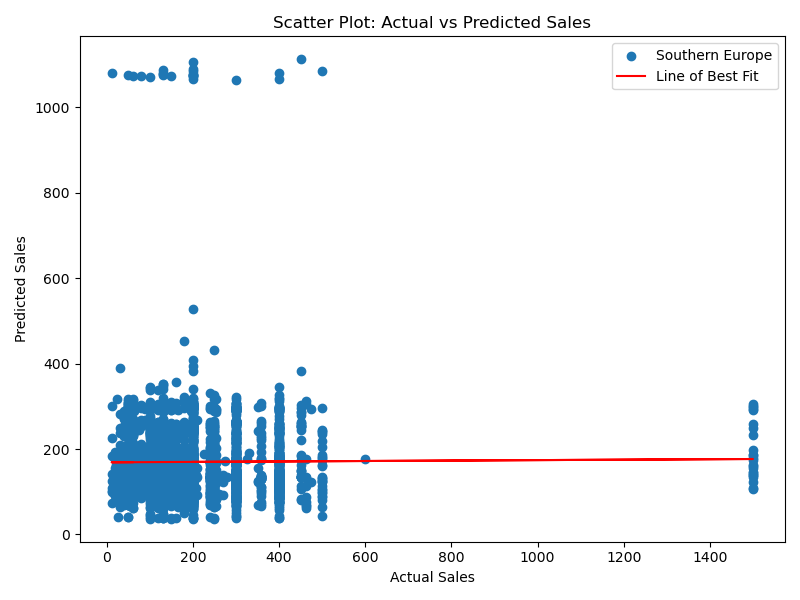 Scatter Plot: Actual vs Predicted Sales
Southern Europe
Line of Best Fit
Predicted Sales
1000
800
600
400
200
0
0 200 400 600 800 1000 1200 1400
Actual Sales